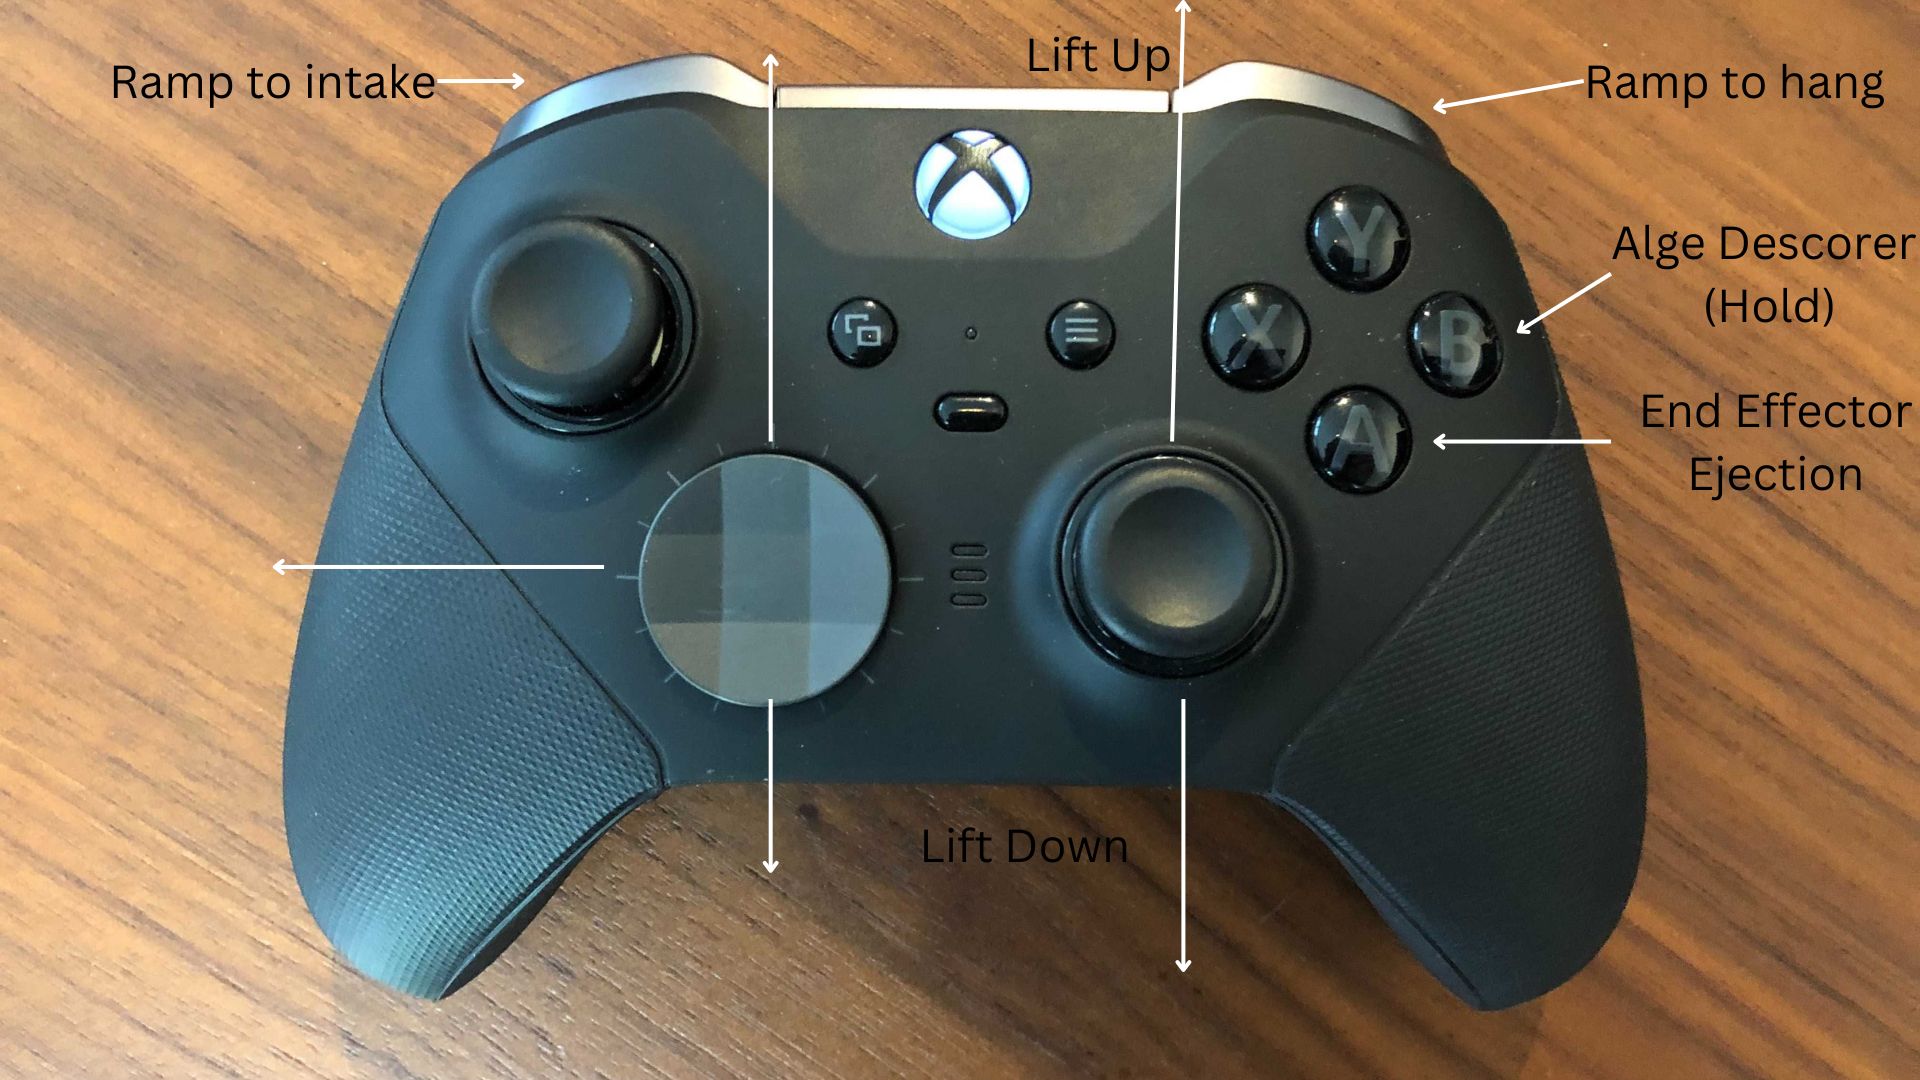 Lift Up
Ramp to intake
Ramp to hang
Y
Alge Descorer
(Hold)
X
B
End Effector
A
Ejection
Lift Down